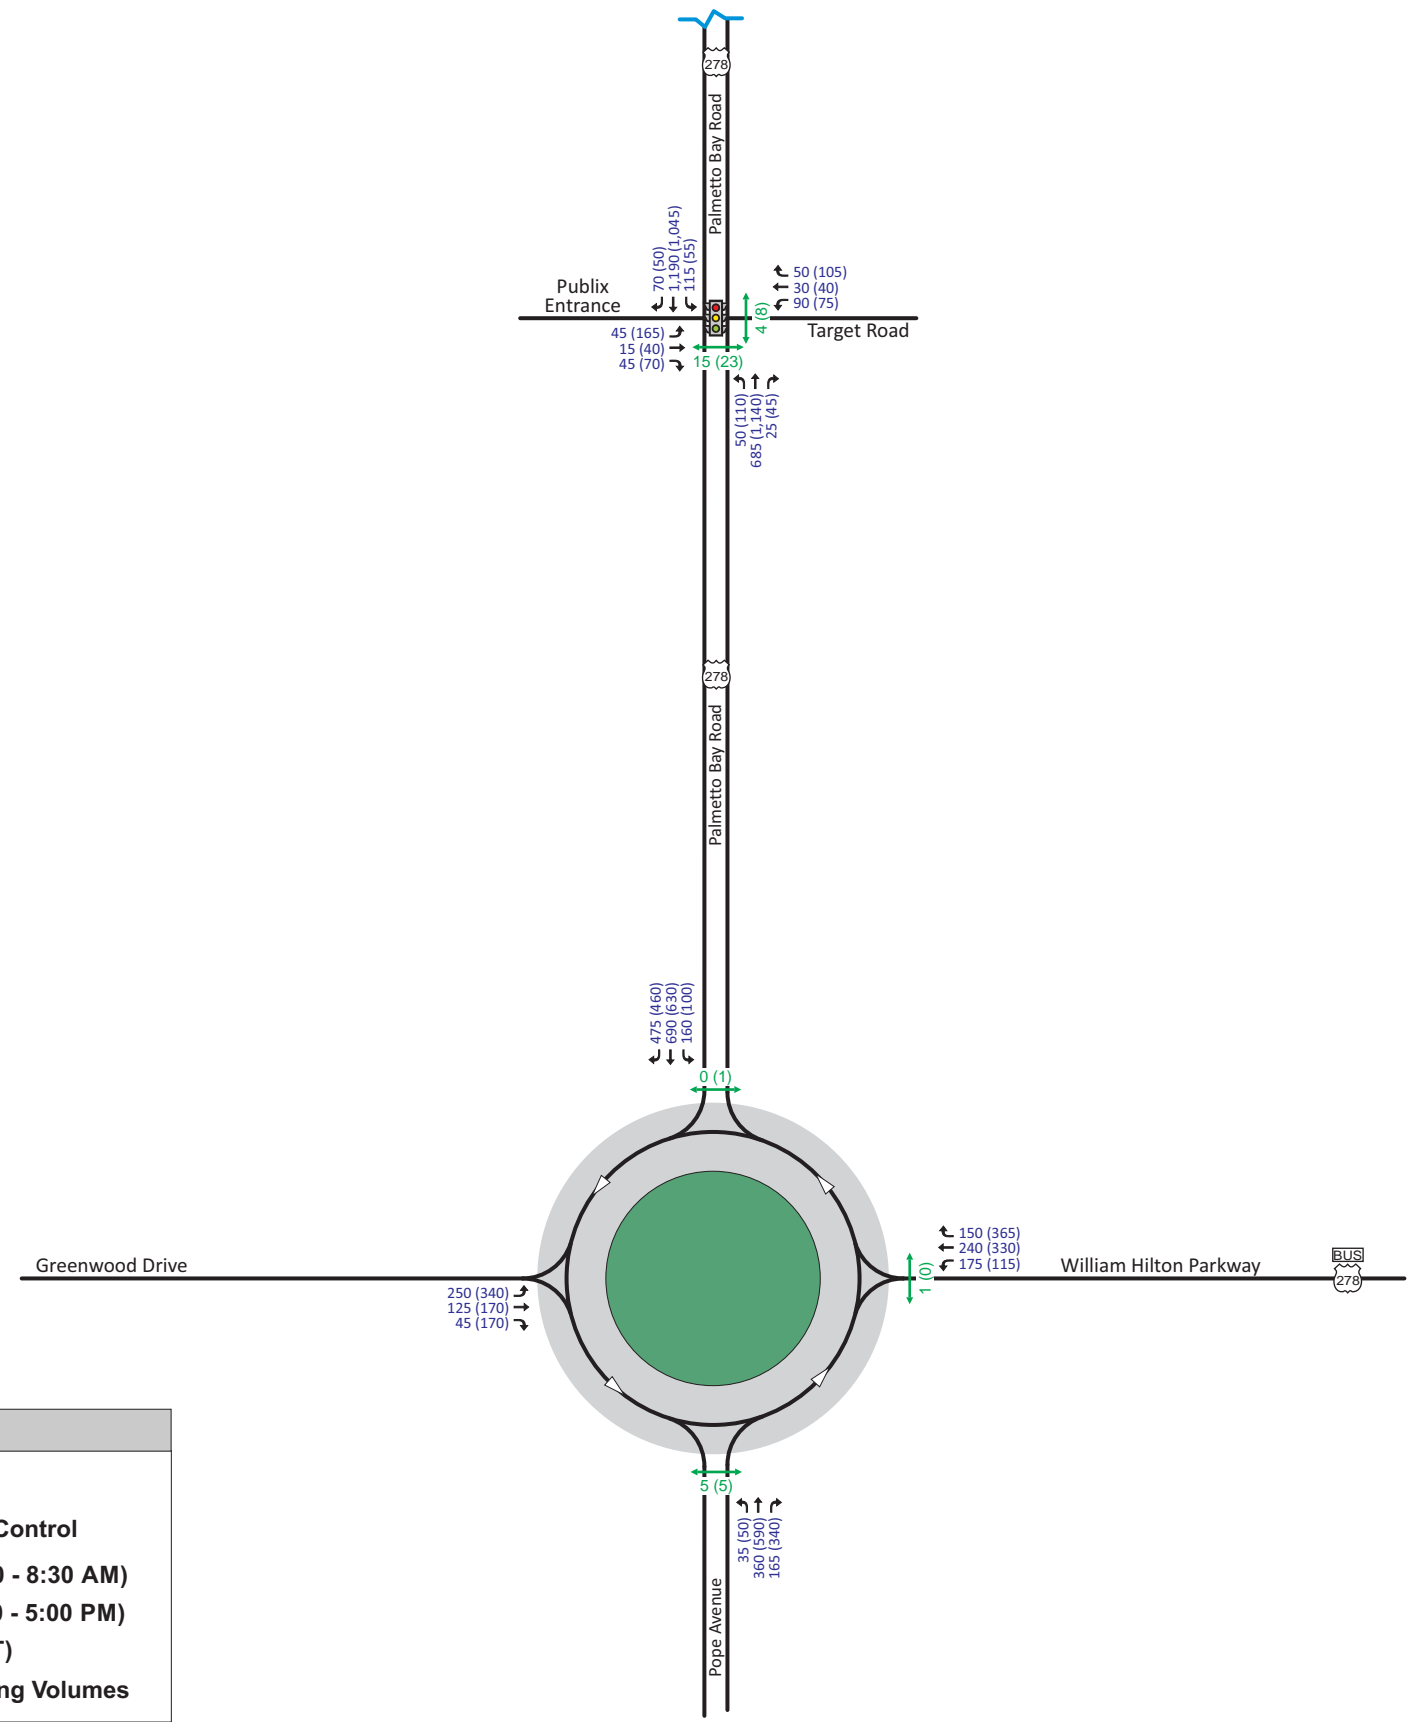 278
Palmetto Bay Road
70 (50)
1,190 (1,045)
115 (55)
50 (105)
30 (40)
90 (75)
Publix
Entrance
4 (8)
Target Road
45 (165)
15 (40)
45 (70)
15 (23)
50 (110)
685 (1,140)
25 (45)
278
Palmetto Bay Road
475 (460)
690 (630)
160 (100)
0 (1)
150 (365)
240 (330)
175 (115)
1 (0)
Greenwood Drive
William Hilton Parkway
BUS
278
250 (340)
125 (170)
45 (170)
5 (5)
35 (50)
360 (590)
165 (340)
Pope Avenue
Control
0 - 8:30 AM)
0 - 5:00 PM)
T)
ng Volumes